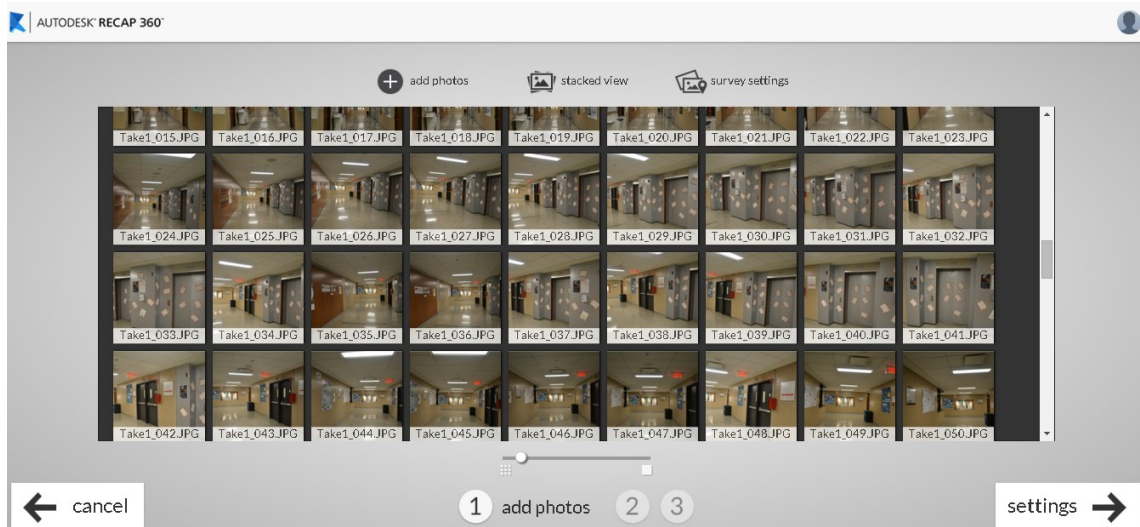 AUTODESK® RECAP 360™
add photos stacked view survey settings
Take1_015.JPG Take1_016.JPG Take1_017.JPG Take1_018.JPG Take1_019.JPG Take1_020.JPG Take1_021.JPG Take1_022.JPG Take1_023.JPG
Take1_024.JPG Take1_025.JPG Take1_026.JPG Take1_027.JPG Take1_028.JPG Take1_029.JPG Take1_030.JPG Take1_031.JPG Take1_032.JPG
Take1_033.JPG Take1_034.JPG Take1_035.JPG Take1_036.JPG Take1_037.JPG Take1_038.JPG Take1_039.JPG Take1_040.JPG Take1_041.JPG
Take1_042.JPG Take1_043.JPG Take1_044.JPG Take1_045.JPG Take1_046.JPG Take1_047.JPG Take1_048.JPG Take1_049.JPG Take1_050.JPG
cancel 1 add photos 2 3 settings